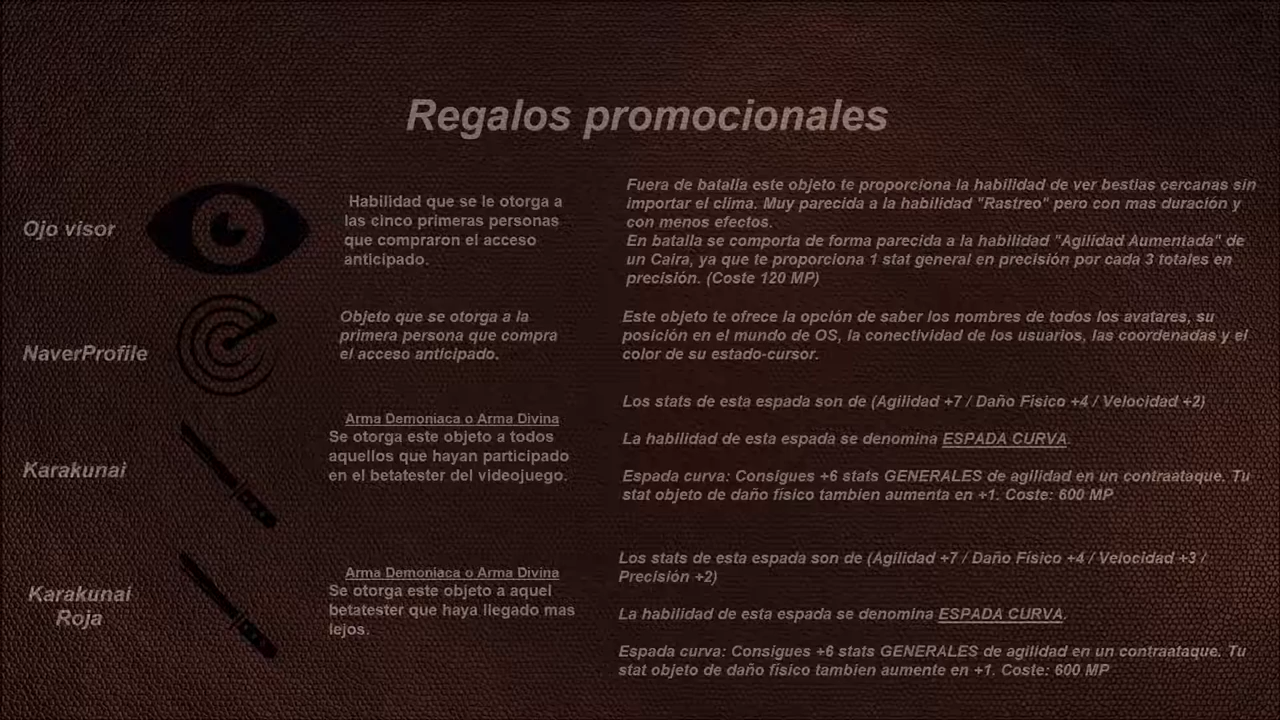 Regalos promocionales
Ojo visor
Habilidad que se le otorga a
las cinco primeras personas
que compraron el acceso
anticipado.
Fuera de batalla este objeto te proporciona la habilidad de ver bestias cercanas sin
importar el clima. Muy parecida a la habilidad "Rastreo" pero con mas duración y
con menos efectos.
En batalla se comporta de forma parecida a la habilidad "Agilidad Aumentada" de
un Caira, ya que te proporciona 1 stat general en precisión por cada 3 totales en
precisión. (Coste 120 MP)
NaverProfile
Objeto que se otorga a la
primera persona que compra
el acceso anticipado.
Este objeto te ofrece la opción de saber los nombres de todos los avatares, su
posición en el mundo de OS, la conectividad de los usuarios, las coordenadas y el
color de su estado-cursor.
Karakunai
Arma Demoniaca o Arma Divina
Se otorga este objeto a todos
aquellos que hayan participado
en el betatester del videojuego.
Los stats de esta espada son de (Agilidad +7 / Daño Físico +4 / Velocidad +2)
La habilidad de esta espada se denomina ESPADA CURVA.
Espada curva: Consigues +6 stats GENERALES de agilidad en un contraataque. Tu
stat objeto de daño físico tambien aumenta en +1. Coste: 600 MP
Karakunai
Roja
Arma Demoniaca o Arma Divina
Se otorga este objeto a aquel
betatester que haya llegado mas
lejos.
Los stats de esta espada son de (Agilidad +7 / Daño Físico +4 / Velocidad +3 /
Precisión +2)
La habilidad de esta espada se denomina ESPADA CURVA.
Espada curva: Consigues +6 stats GENERALES de agilidad en un contraataque. Tu
stat objeto de daño físico tambien aumente en +1. Coste: 600 MP